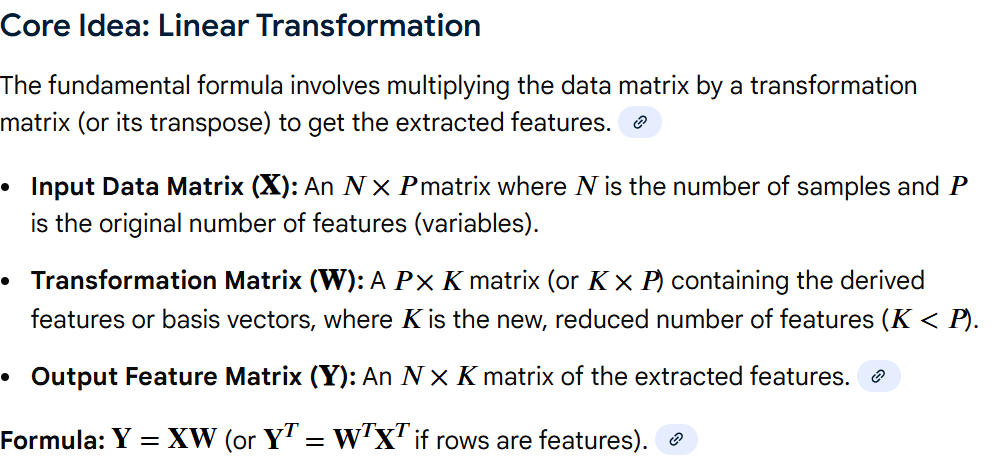 Core Idea: Linear Transformation
The fundamental formula involves multiplying the data matrix by a transformation
matrix (or its transpose) to get the extracted features.
• Input Data Matrix (𝐗): An N × P matrix where N is the number of samples and P
is the original number of features (variables).
• Transformation Matrix (𝐖): A P × K matrix (or K × P) containing the derived
features or basis vectors, where K is the new, reduced number of features (K < P).
• Output Feature Matrix (𝐘): An N × K matrix of the extracted features.
Formula: 𝐘 = 𝐗𝐖 (or 𝐘ᵀ = 𝐖ᵀ𝐗ᵀ if rows are features).